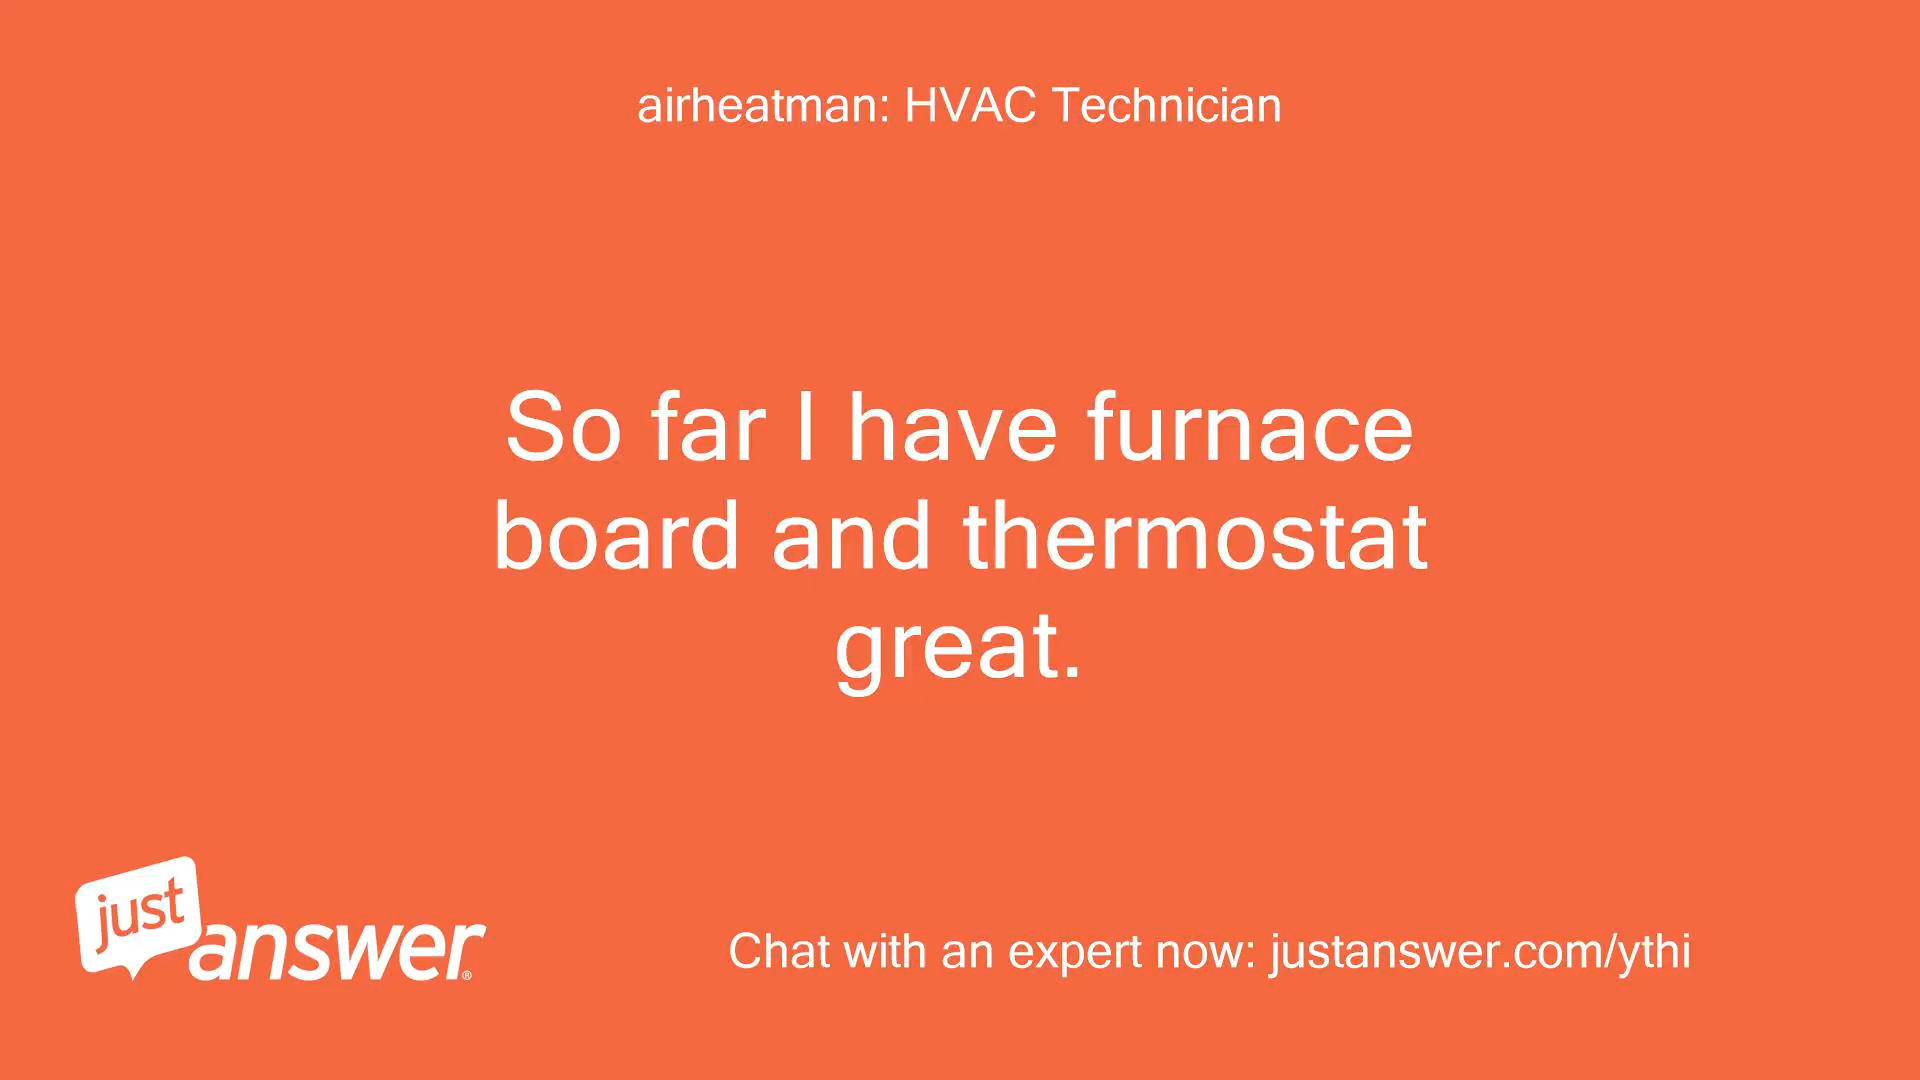 airheatman: HVAC Technician
So far I have furnace
board and thermostat
great.
just
answer®
Chat with an expert now: justanswer.com/ythi